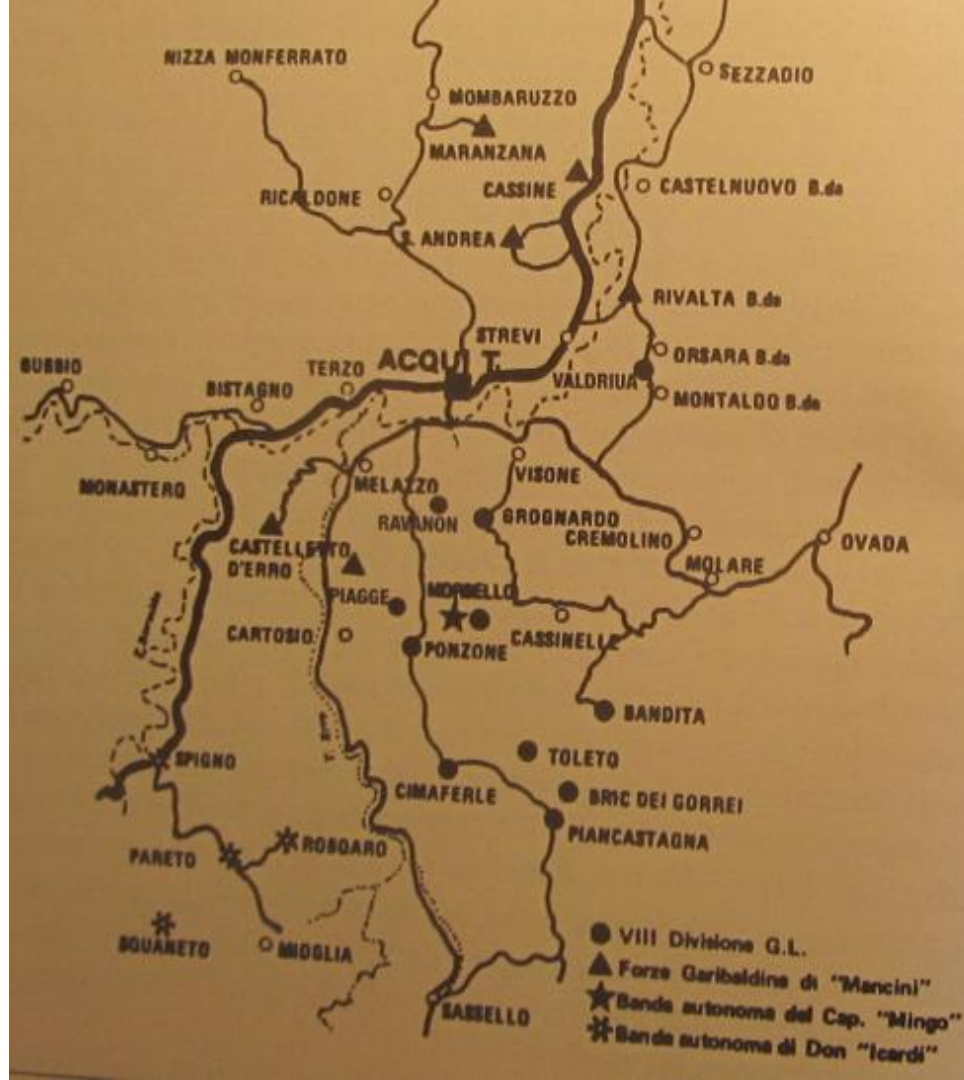 NIZZA MONFERRATO
SEZZADIO
MOMBARUZZO
MARANZANA
CASSINE
CASTELNUOVO B.da
RICALDONE
S. ANDREA
RIVALTA B.da
STREVI
ORSARA B.da
TERZO
ACQUI T.
BUBBIO
VALDRIUA
BISTAGNO
MONTALDO B.da
VISONE
MELAZZO
MONASTERO
RAVANON
GROGNARDO
CREMOLINO
OVADA
CASTELLETTO
D'ERRO
MOLARE
PIAGGE
MORBELLO
CARTOSIO
CASSINELLE
PONZONE
BANDITA
SPIGNO
TOLETO
CIMAFERLE
BRIC DEI GORREI
PIANCASTAGNA
ROBOARO
PARETO
SQUANETO
MIOGLIA
SASSELLO
VIII Divisione G.L.
Forze Garibaldine di "Mancini"
Banda autonoma del Cap. "Mingo"
Banda autonoma di Don "Icardi"